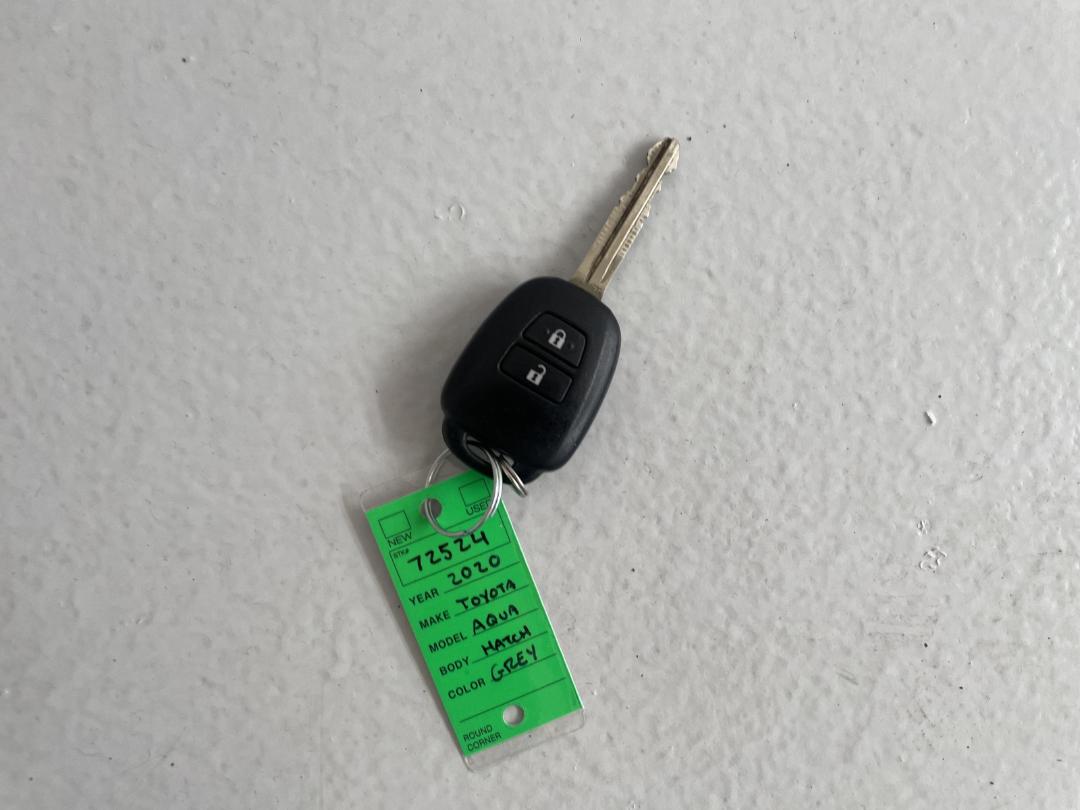 NEW USED
STK# 72524
YEAR 2020
MAKE TOYOTA
MODEL AQUA
BODY HATCH
COLOR GREY
ROUND
CORNER